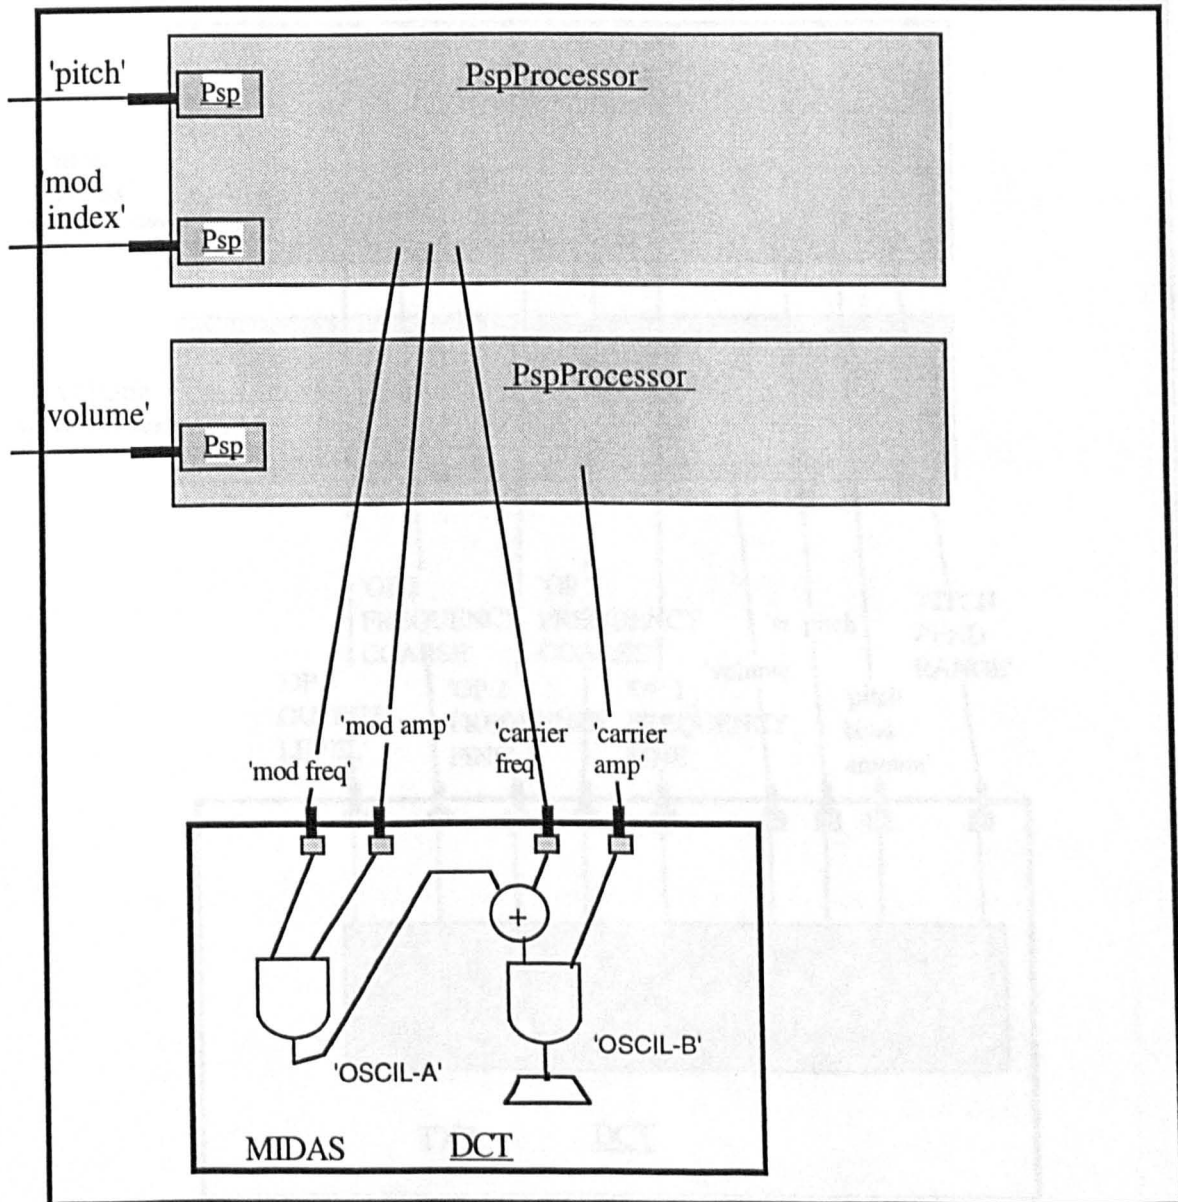 'pitch'
PspProcessor
Psp
'mod
index'
Psp
PspProcessor
'volume'
Psp
'mod amp'
'carrier
freq'
'carrier
amp'
'mod freq'
+
'OSCIL-B'
'OSCIL-A'
MIDAS
DCT